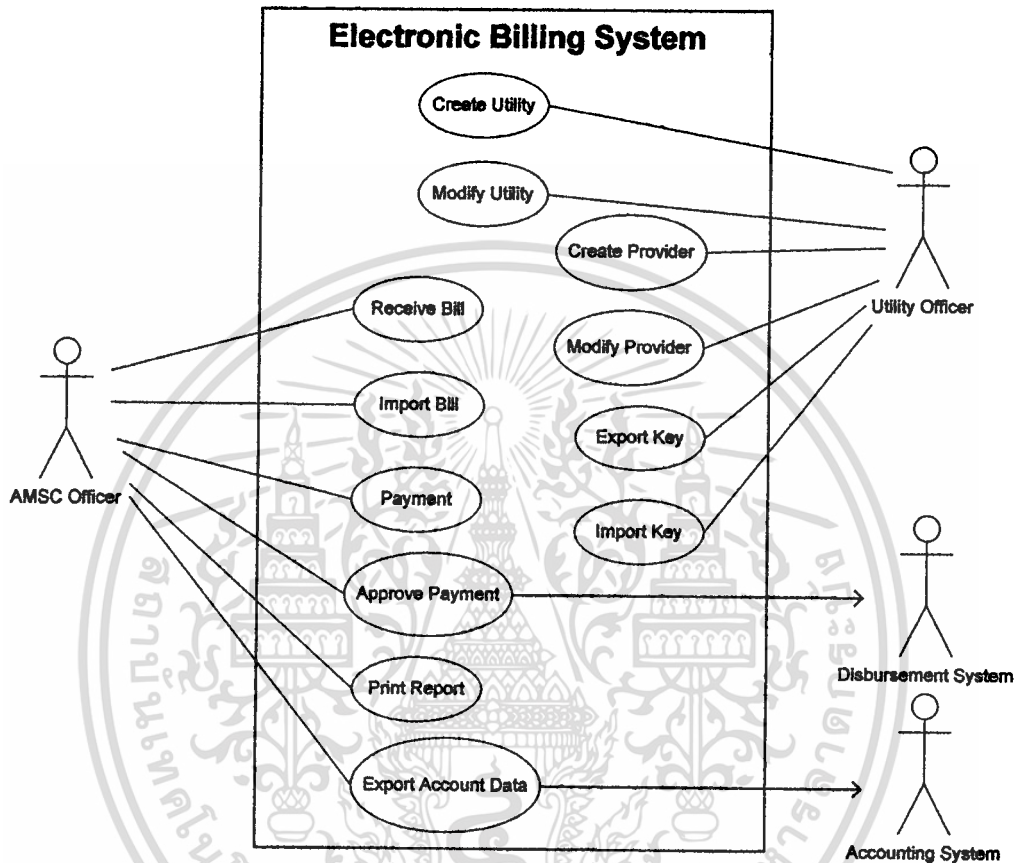 Electronic Billing System
Create Utility
Modify Utility
Create Provider
Utility Officer
Receive Bill
Modify Provider
Import Bill
Export Key
AMSC Officer
Payment
Import Key
Approve Payment
Disbursement System
Print Report
Export Account Data
Accounting System